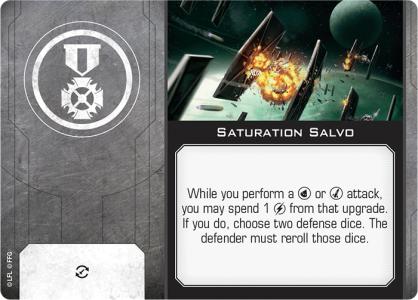 SATURATION SALVO
While you perform a or attack,
you may spend 1 from that upgrade.
If you do, choose two defense dice. The
defender must reroll those dice.
© LFL © FFG